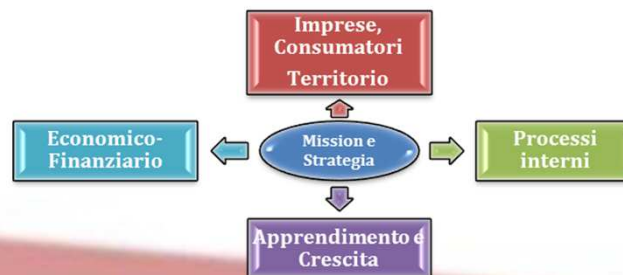 Imprese,
Consumatori
Territorio
Economico-
Finanziario
Mission e
Strategia
Processi
interni
Apprendimento e
Crescita